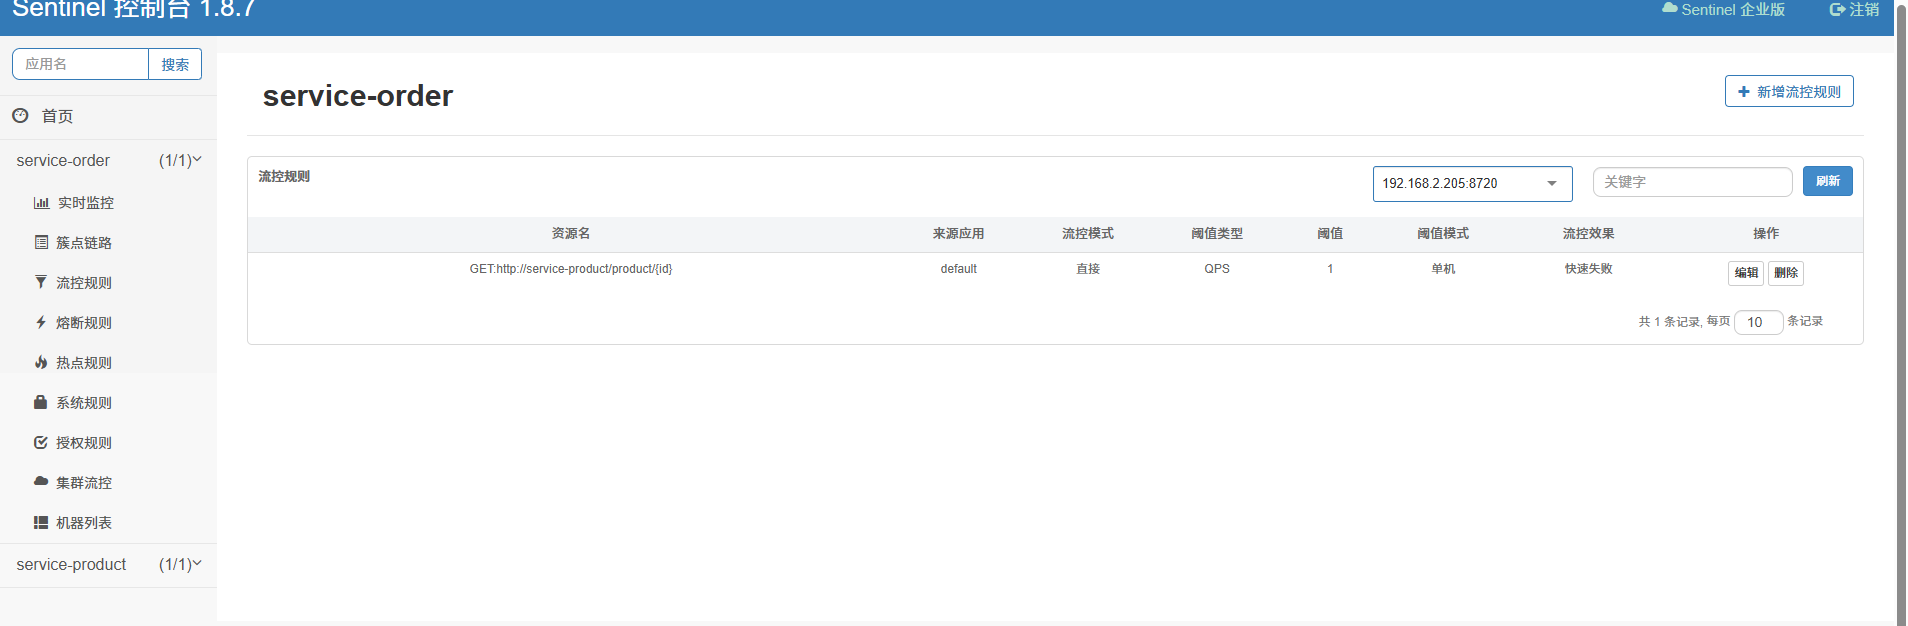 Sentinel 控制台 1.8.7
Sentinel 企业版
注销
应用名
搜索
首页
service-order (1/1)
实时监控
簇点链路
流控规则
熔断规则
热点规则
系统规则
授权规则
集群流控
机器列表
service-product (1/1)
service-order
新增流控规则
流控规则
192.168.2.205:8720
关键字
刷新
资源名 来源应用 流控模式 阈值类型 阈值 阈值模式 流控效果 操作
GET:http://service-product/product/{id} default 直接 QPS 1 单机 快速失败 编辑 删除
共 1 条记录, 每页 10 条记录